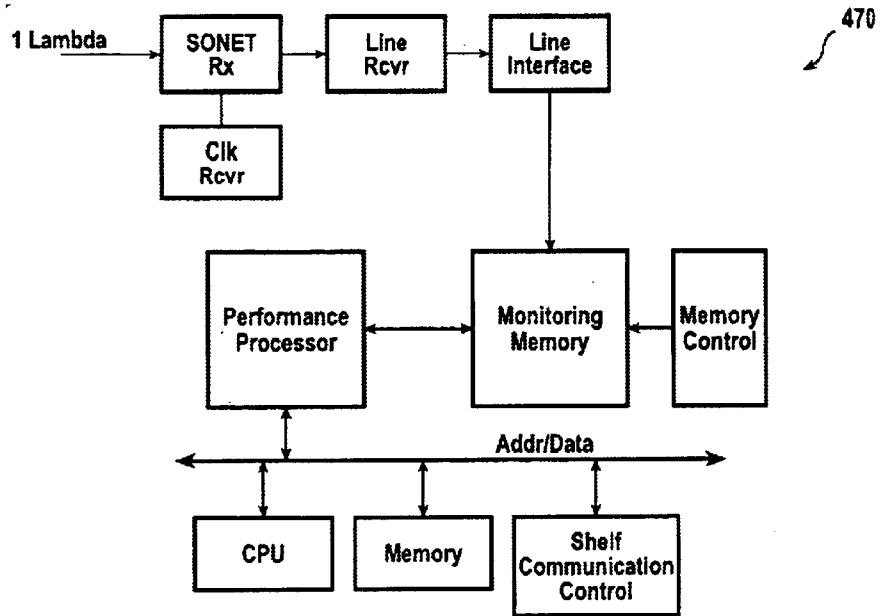 470
1 Lambda
SONET
Rx
Line
Rcvr
Line
Interface
Clk
Rcvr
Performance
Processor
Monitoring
Memory
Memory
Control
Addr/Data
CPU
Memory
Shelf
Communication
Control